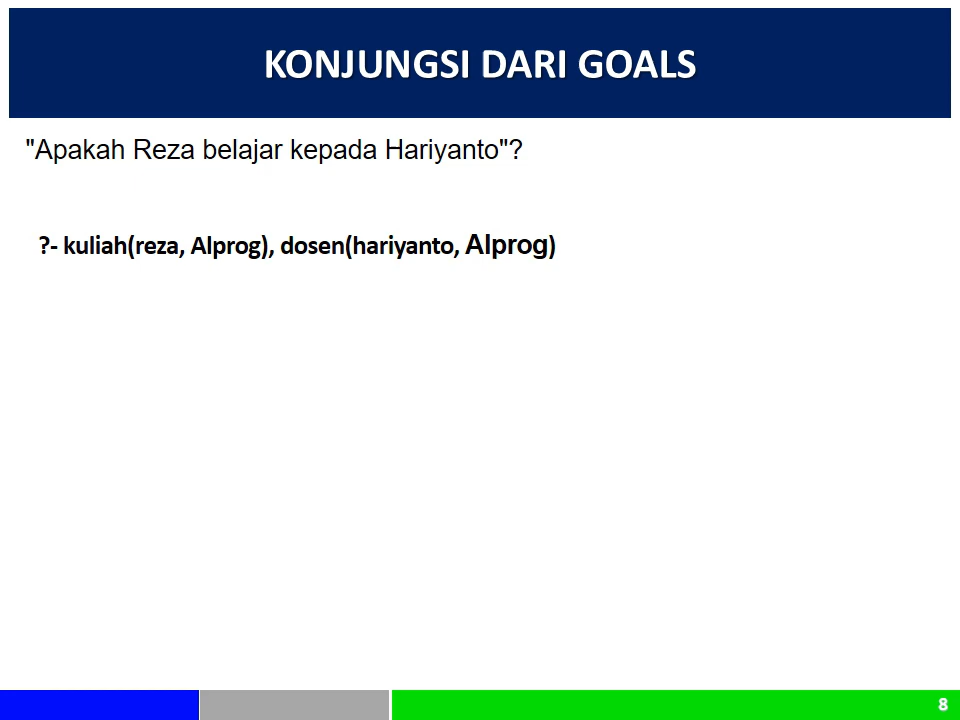 KONJUNGSI DARI GOALS
"Apakah Reza belajar kepada Hariyanto"?
?- kuliah(reza, Alprog), dosen(hariyanto, Alprog)
8